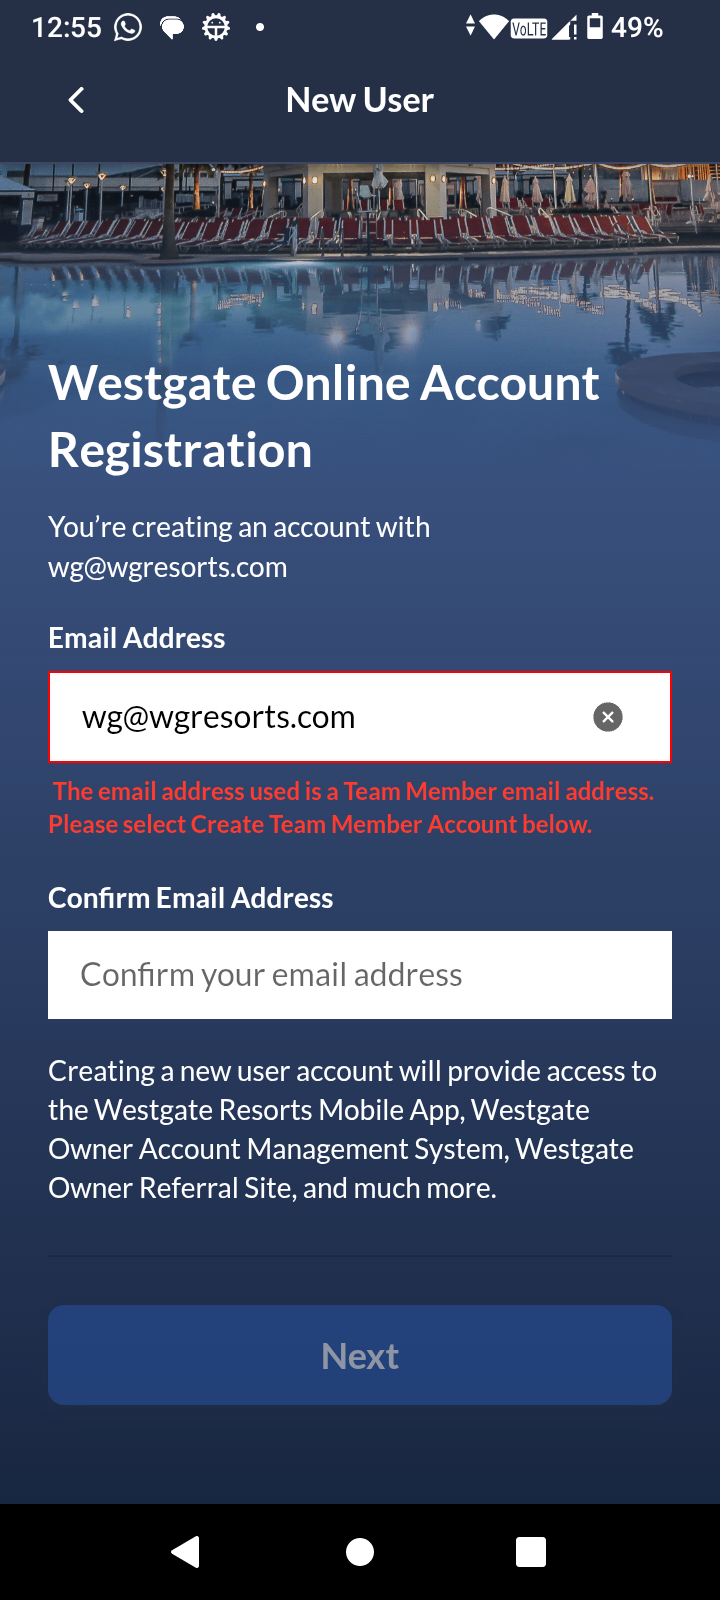 12:55
VoLTE
49%
New User
Westgate Online Account
Registration
You’re creating an account with
wg@wgresorts.com
Email Address
wg@wgresorts.com
The email address used is a Team Member email address.
Please select Create Team Member Account below.
Confirm Email Address
Confirm your email address
Creating a new user account will provide access to
the Westgate Resorts Mobile App, Westgate
Owner Account Management System, Westgate
Owner Referral Site, and much more.
Next